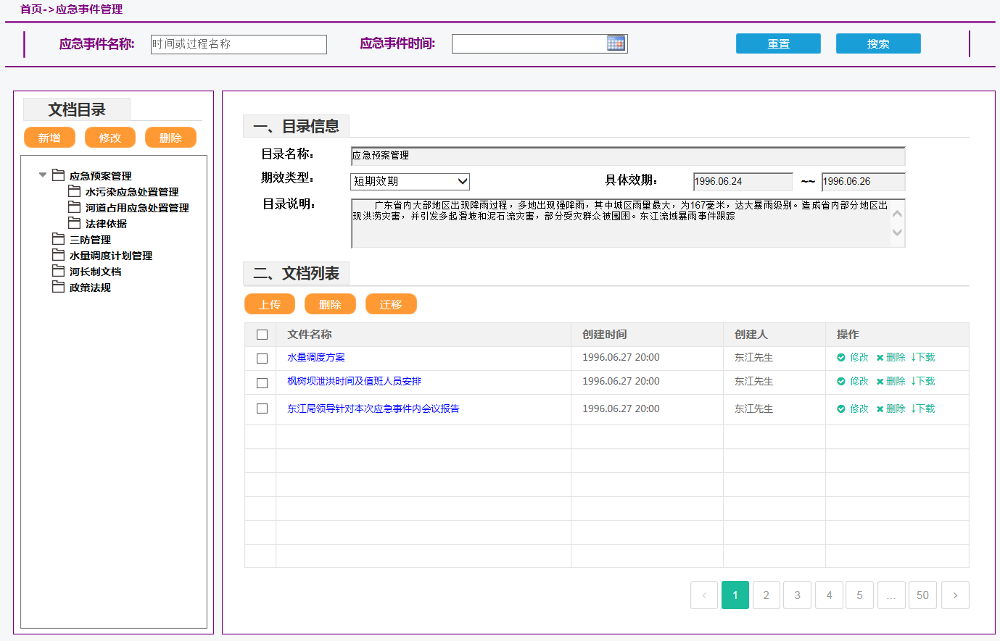 首页->应急事件管理
应急事件名称: 时间或过程名称 应急事件时间: 重置 搜索
文档目录
新增 修改 删除
应急预案管理
水污染应急处置管理
河道占用应急处置管理
法律依据
三防管理
水量调度计划管理
河长制文档
政策法规
一、目录信息
目录名称: 应急预案管理
期效类型: 短期效期 具体效期: 1996.06.24 ~~ 1996.06.26
目录说明: 广东省内大部地区出现降雨过程，多地出现强降雨，其中城区雨量最大，为167毫米，达大暴雨级别。造成省内部分地区出
现洪涝灾害，并引发多起滑坡和泥石流灾害，部分受灾群众被围困。东江流域暴雨事件跟踪
二、文档列表
上传 删除 迁移
文件名称 创建时间 创建人 操作
水量调度方案 1996.06.27 20:00 东江先生 修改 删除 ↓下载
枫树坝泄洪时间及值班人员安排 1996.06.27 20:00 东江先生 修改 删除 ↓下载
东江局领导针对本次应急事件内会议报告 1996.06.27 20:00 东江先生 修改 删除 ↓下载
‹ 1 2 3 4 5 ... 50 ›